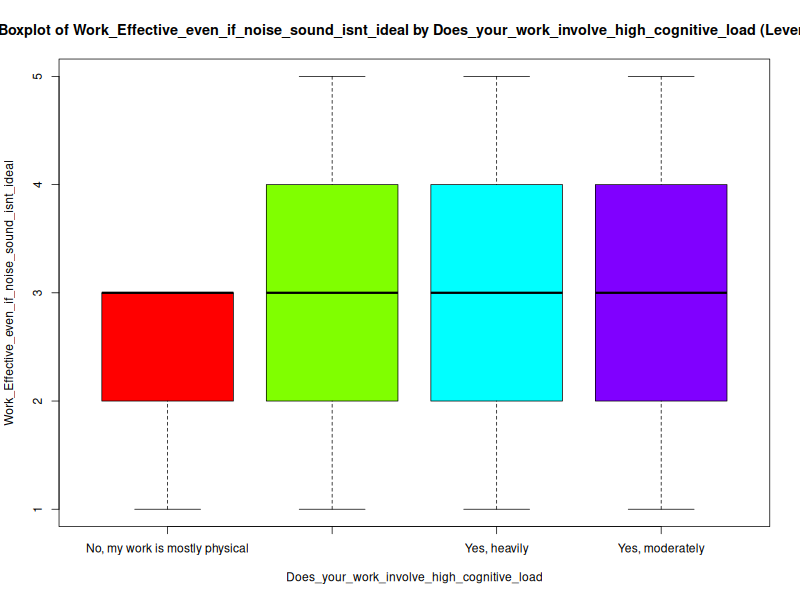 Boxplot of Work_Effective_even_if_noise_sound_isnt_ideal by Does_your_work_involve_high_cognitive_load (Lever
Work_Effective_even_if_noise_sound_isnt_ideal
5
4
3
2
1
No, my work is mostly physical
Yes, heavily
Yes, moderately
Does_your_work_involve_high_cognitive_load